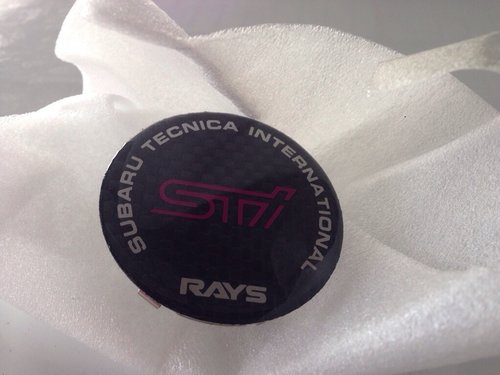 SUBARU TECNICA INTERNATIONAL
STI
RAYS